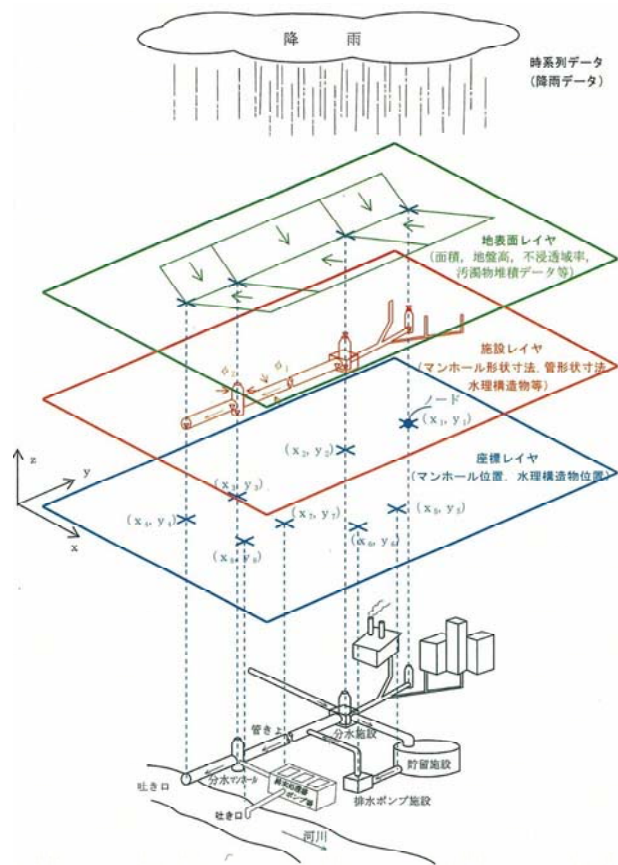 降雨
時系列データ
(降雨データ)
地表面レイヤ
(面積, 地盤高, 不浸透域率,
汚濁物堆積データ等)
施設レイヤ
(マンホール形状寸法、管形状寸法
水理構造物等)
ノード
(x₁, y₁)
(x₂, y₂)
座標レイヤ
(マンホール位置、水理構造物位置)
z
y
x
(x₃, y₃)
(x₄, y₄)
(x₇, y₇)
(x₅, y₅)
(x₆, y₆)
管きょ
分水施設
貯留施設
吐き口
分水マンホール
ポンプ場
排水ポンプ施設
吐き口
河川